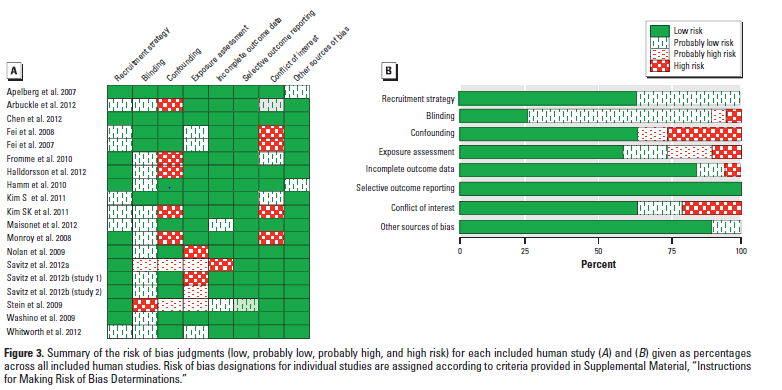 A
Recruitment strategy
Blinding
Confounding
Exposure assessment
Incomplete outcome data
Selective outcome reporting
Conflict of interest
Other sources of bias
Apelberg et al. 2007
Arbuckle et al. 2012
Chen et al. 2012
Fei et al. 2008
Fei et al. 2007
Fromme et al. 2010
Halldorsson et al. 2012
Hamm et al. 2010
Kim S et al. 2011
Kim SK et al. 2011
Maisonet et al. 2012
Monroy et al. 2008
Nolan et al. 2009
Savitz et al. 2012a
Savitz et al. 2012b (study 1)
Savitz et al. 2012b (study 2)
Stein et al. 2009
Washino et al. 2009
Whitworth et al. 2012
B
Low risk
Probably low risk
Probably high risk
High risk
Recruitment strategy
Blinding
Confounding
Exposure assessment
Incomplete outcome data
Selective outcome reporting
Conflict of interest
Other sources of bias
0 25 50 75 100
Percent
Figure 3. Summary of the risk of bias judgments (low, probably low, probably high, and high risk) for each included human study (A) and (B) given as percentages
across all included human studies. Risk of bias designations for individual studies are assigned according to criteria provided in Supplemental Material, “Instructions
for Making Risk of Bias Determinations.”